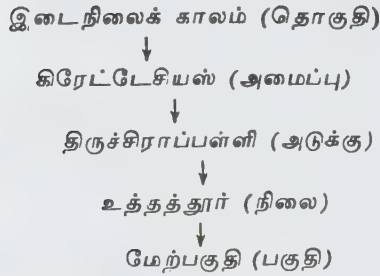 இடைநிலைக் காலம் (தொகுதி)
கிரேட்டேசியஸ் (அமைப்பு)
திருச்சிராப்பள்ளி (அடுக்கு)
உத்தத்தூர் (நிலை)
மேற்பகுதி (பகுதி)